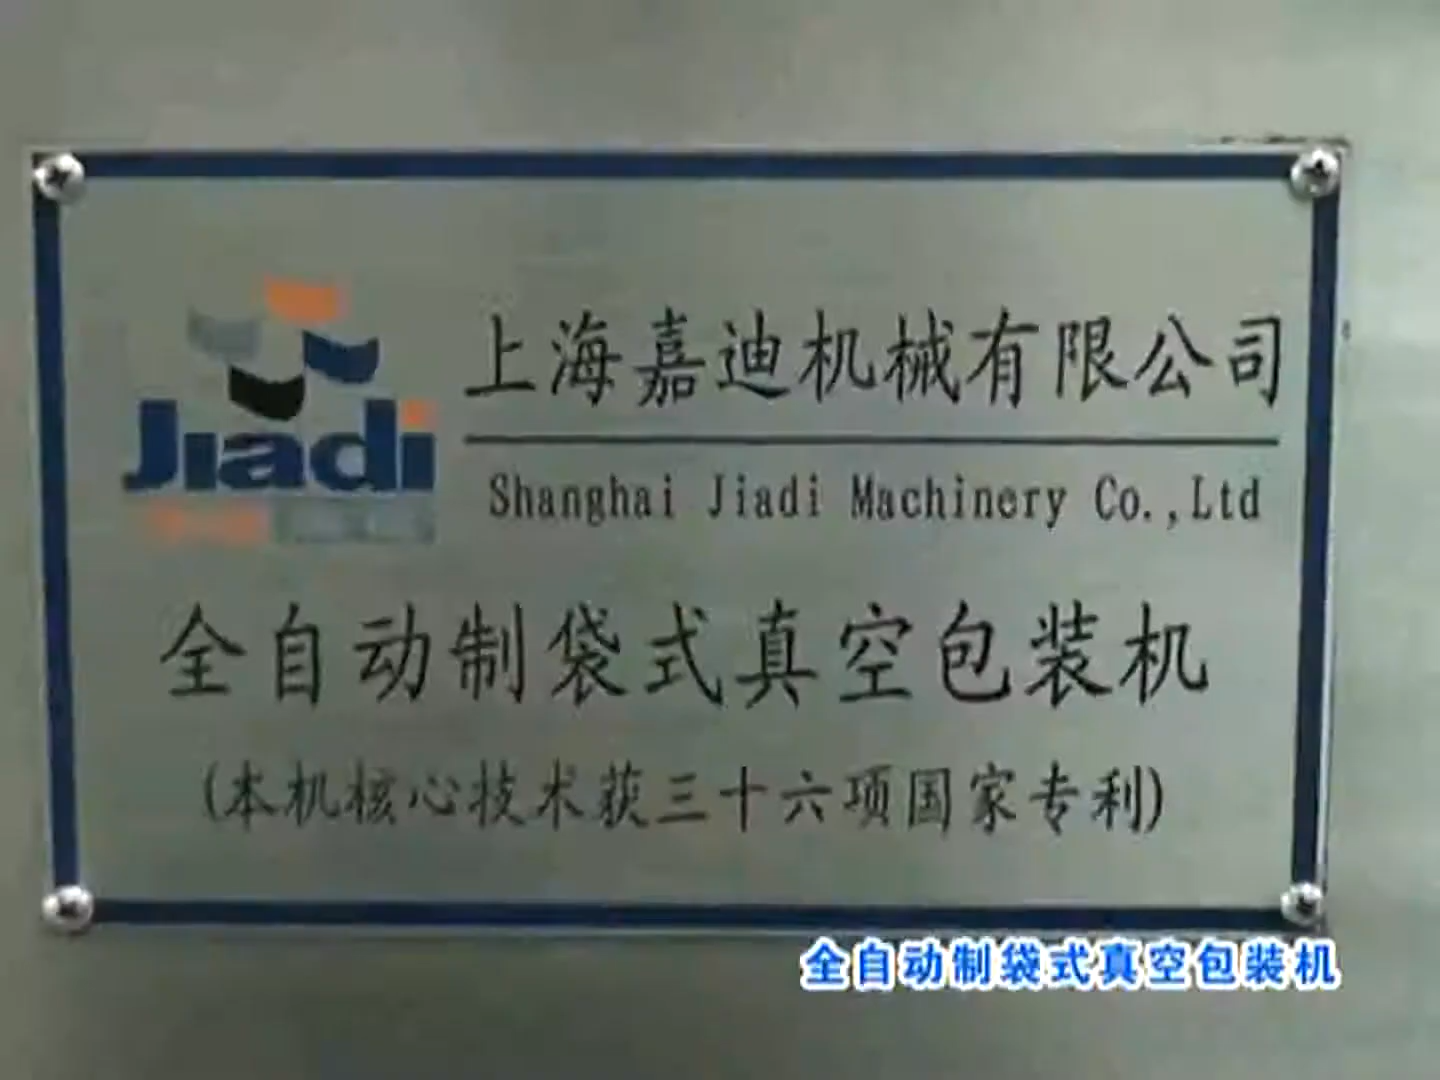 上海嘉迪机械有限公司
Jiadi
Shanghai Jiadi Machinery Co.,Ltd
全自动制袋式真空包装机
(本机核心技术获三十六项国家专利)
全自动制袋式真空包装机